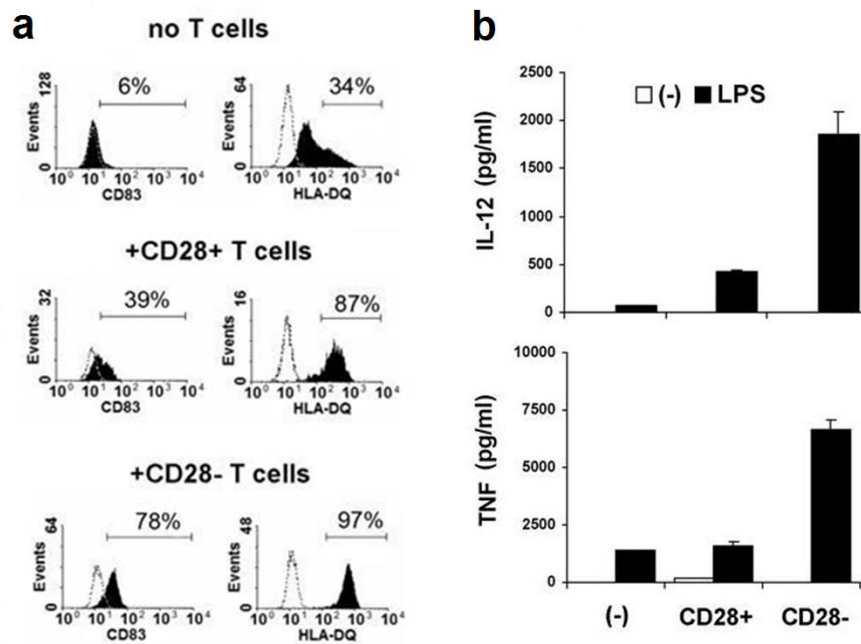 a
no T cells
6%
128
Events
0
10⁰ 10¹ 10² 10³ 10⁴
CD83
34%
64
Events
0
10⁰ 10¹ 10² 10³ 10⁴
HLA-DQ
+CD28+ T cells
39%
32
Events
0
10⁰ 10¹ 10² 10³ 10⁴
CD83
87%
16
Events
0
10⁰ 10¹ 10² 10³ 10⁴
HLA-DQ
+CD28- T cells
78%
64
Events
0
10⁰ 10¹ 10² 10³ 10⁴
CD83
97%
48
Events
0
10⁰ 10¹ 10² 10³ 10⁴
HLA-DQ
b
(-) LPS
IL-12 (pg/ml)
2500
2000
1500
1000
500
0
TNF (pg/ml)
10000
7500
5000
2500
0
(-) CD28+ CD28-